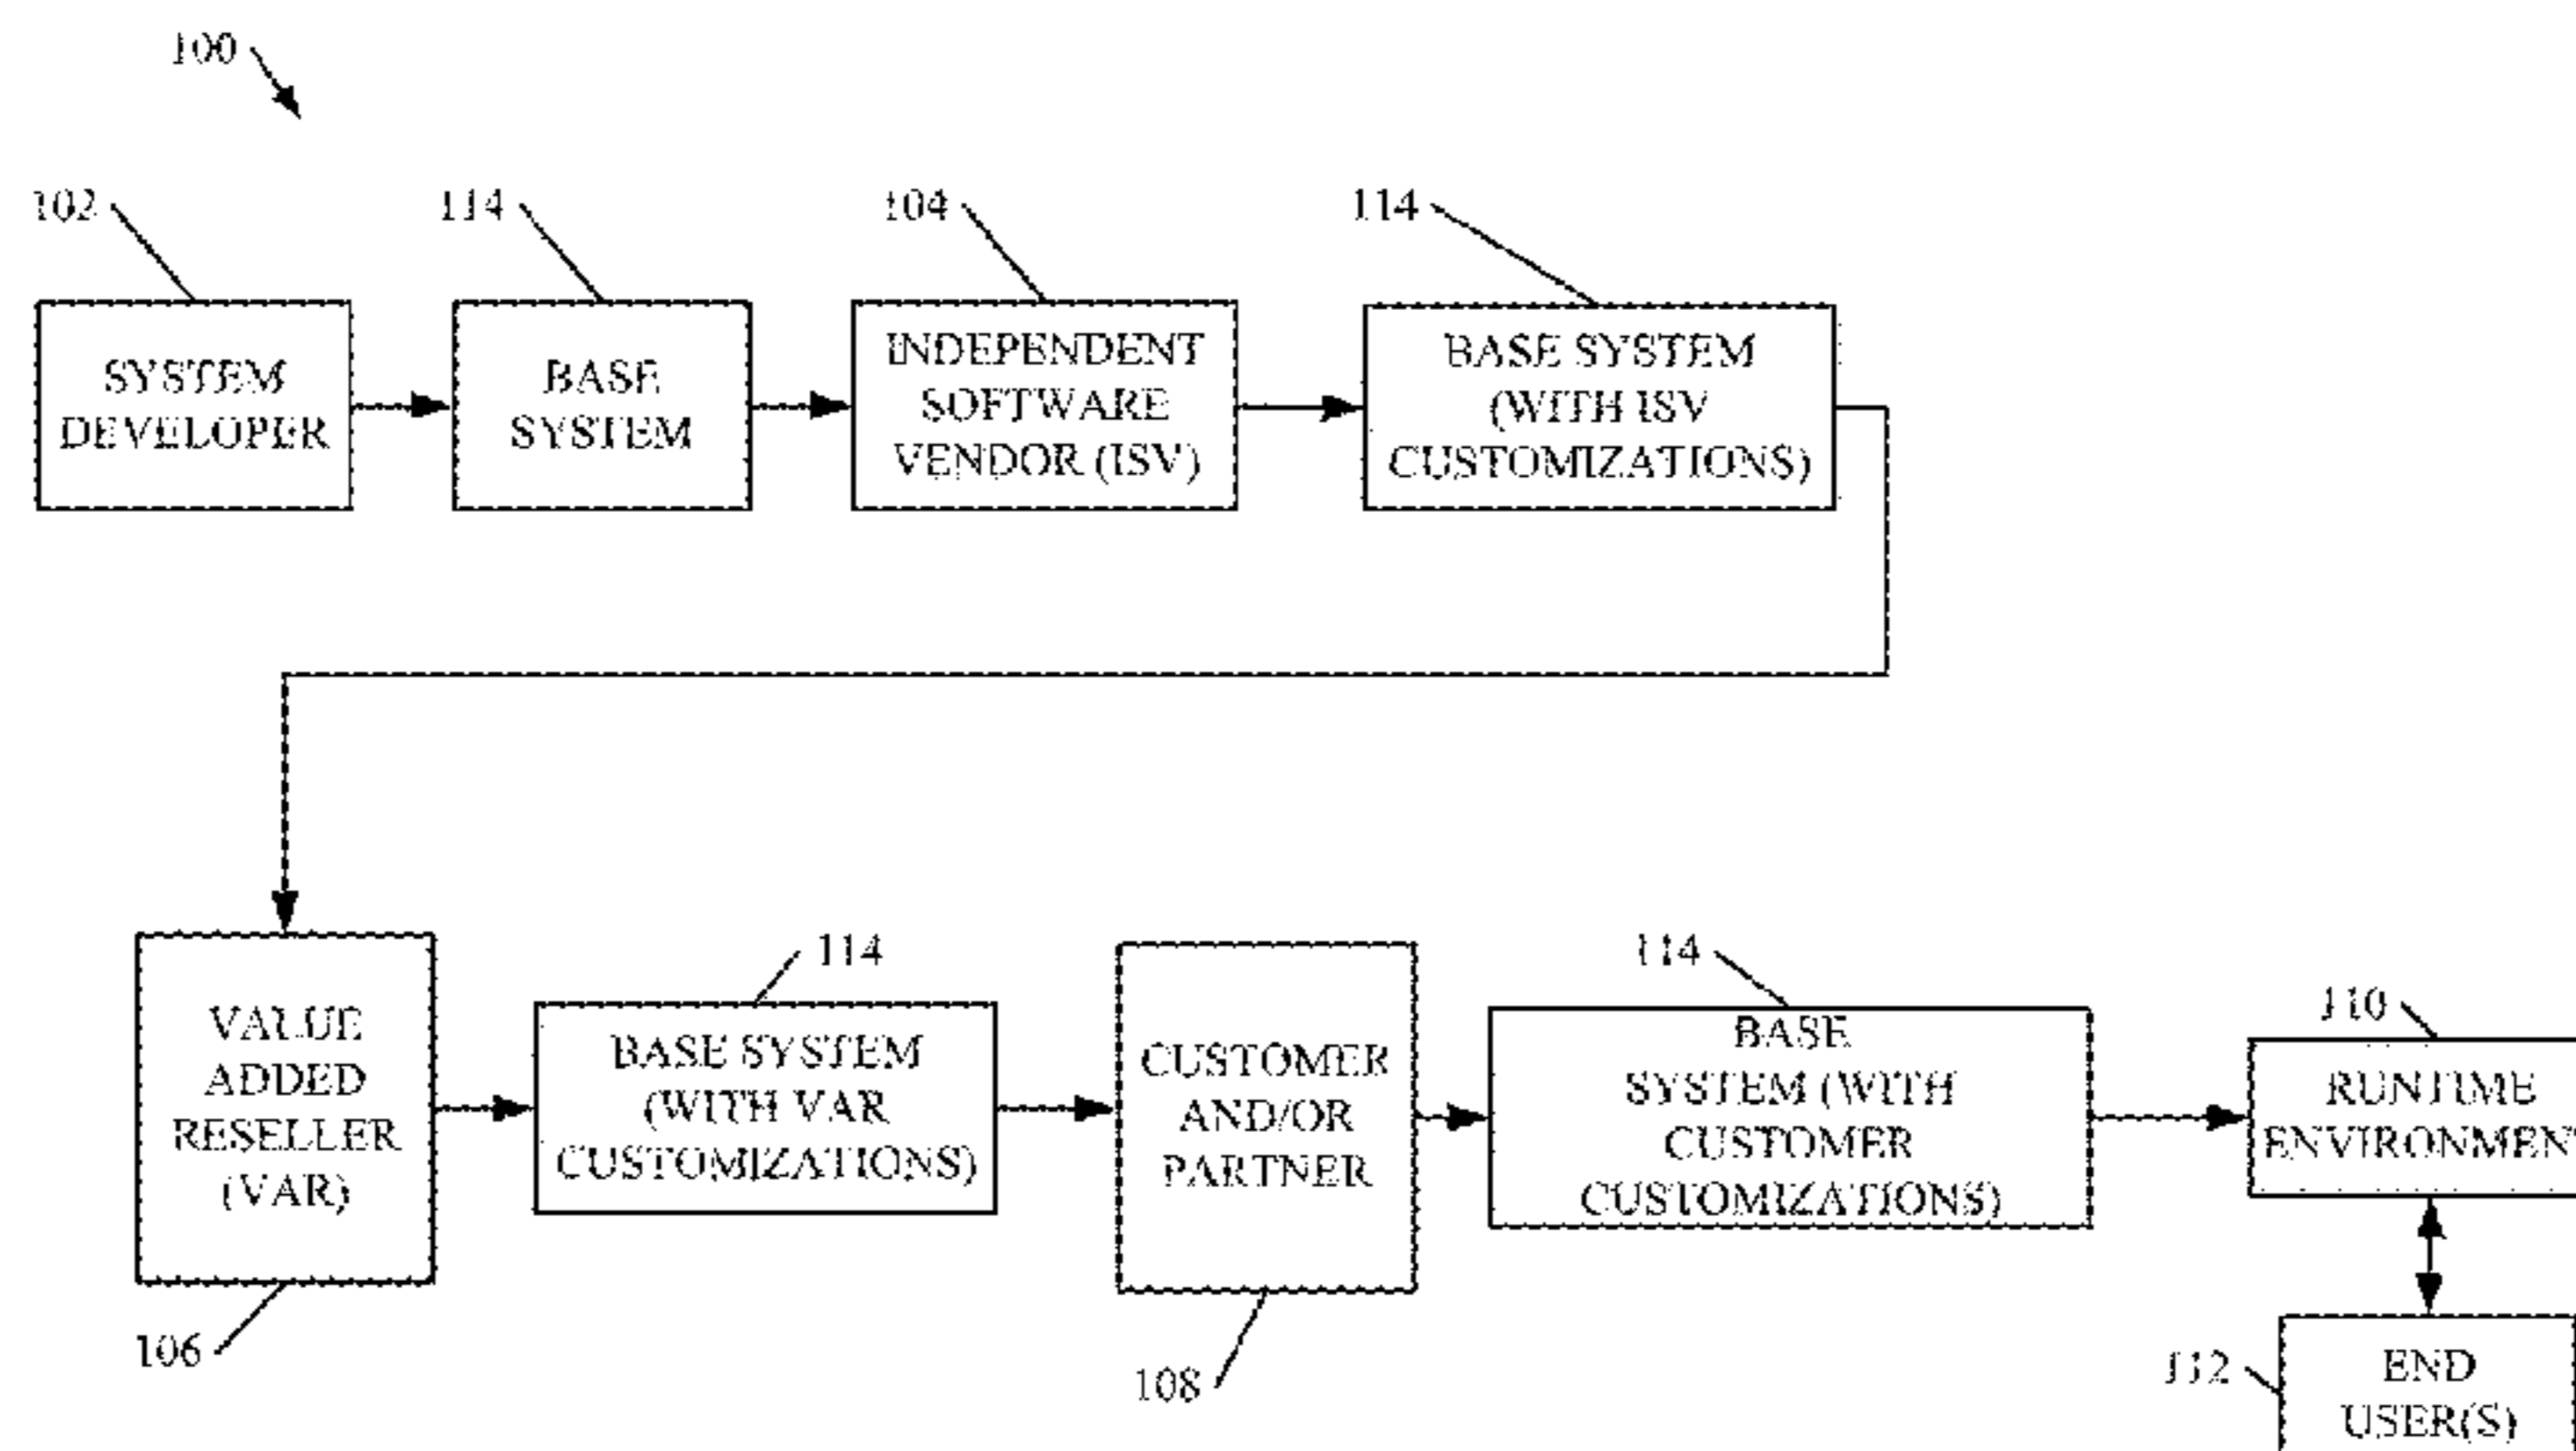 100
102
114
104
114
SYSTEM
DEVELOPER
BASE
SYSTEM
INDEPENDENT
SOFTWARE
VENDOR (ISV)
BASE SYSTEM
(WITH ISV
CUSTOMIZATIONS)
VALUE
ADDED
RESELLER
(VAR)
106
114
BASE SYSTEM
(WITH VAR
CUSTOMIZATIONS)
CUSTOMER
AND/OR
PARTNER
108
114
BASE
SYSTEM (WITH
CUSTOMER
CUSTOMIZATIONS)
110
RUNTIME
ENVIRONMENT
112
END
USER(S)